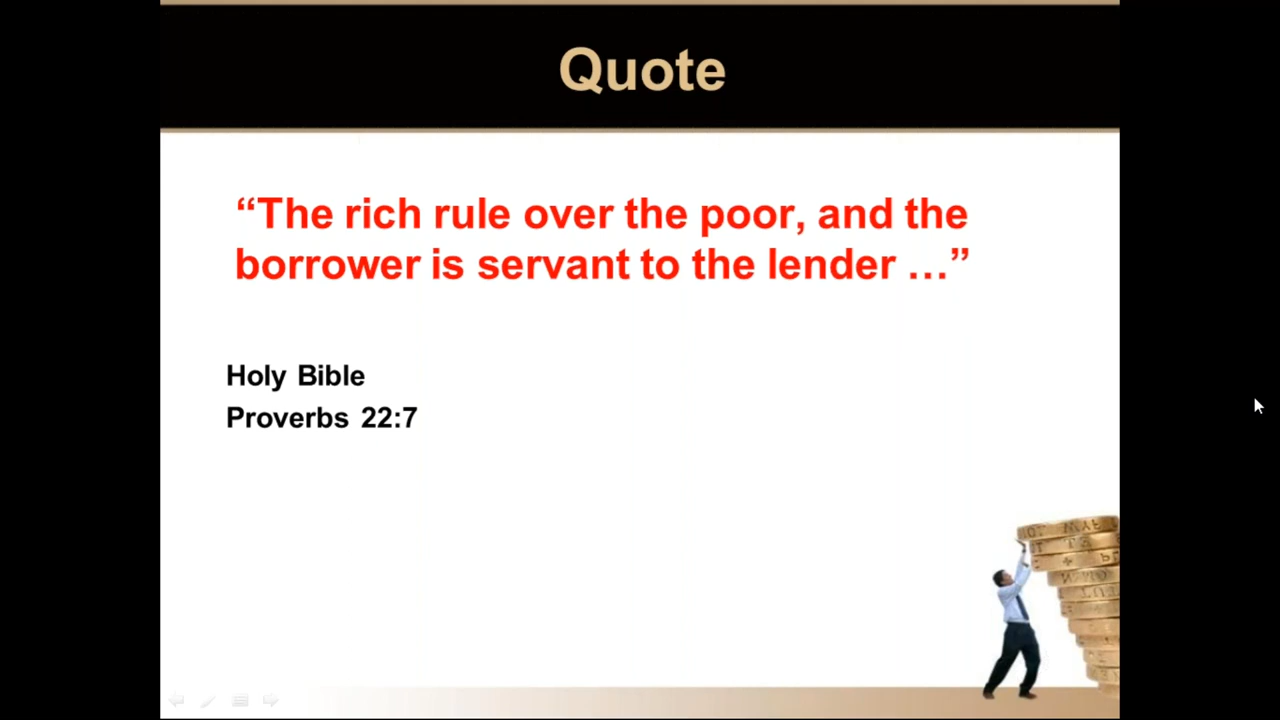 Quote
“The rich rule over the poor, and the
borrower is servant to the lender …”
Holy Bible
Proverbs 22:7